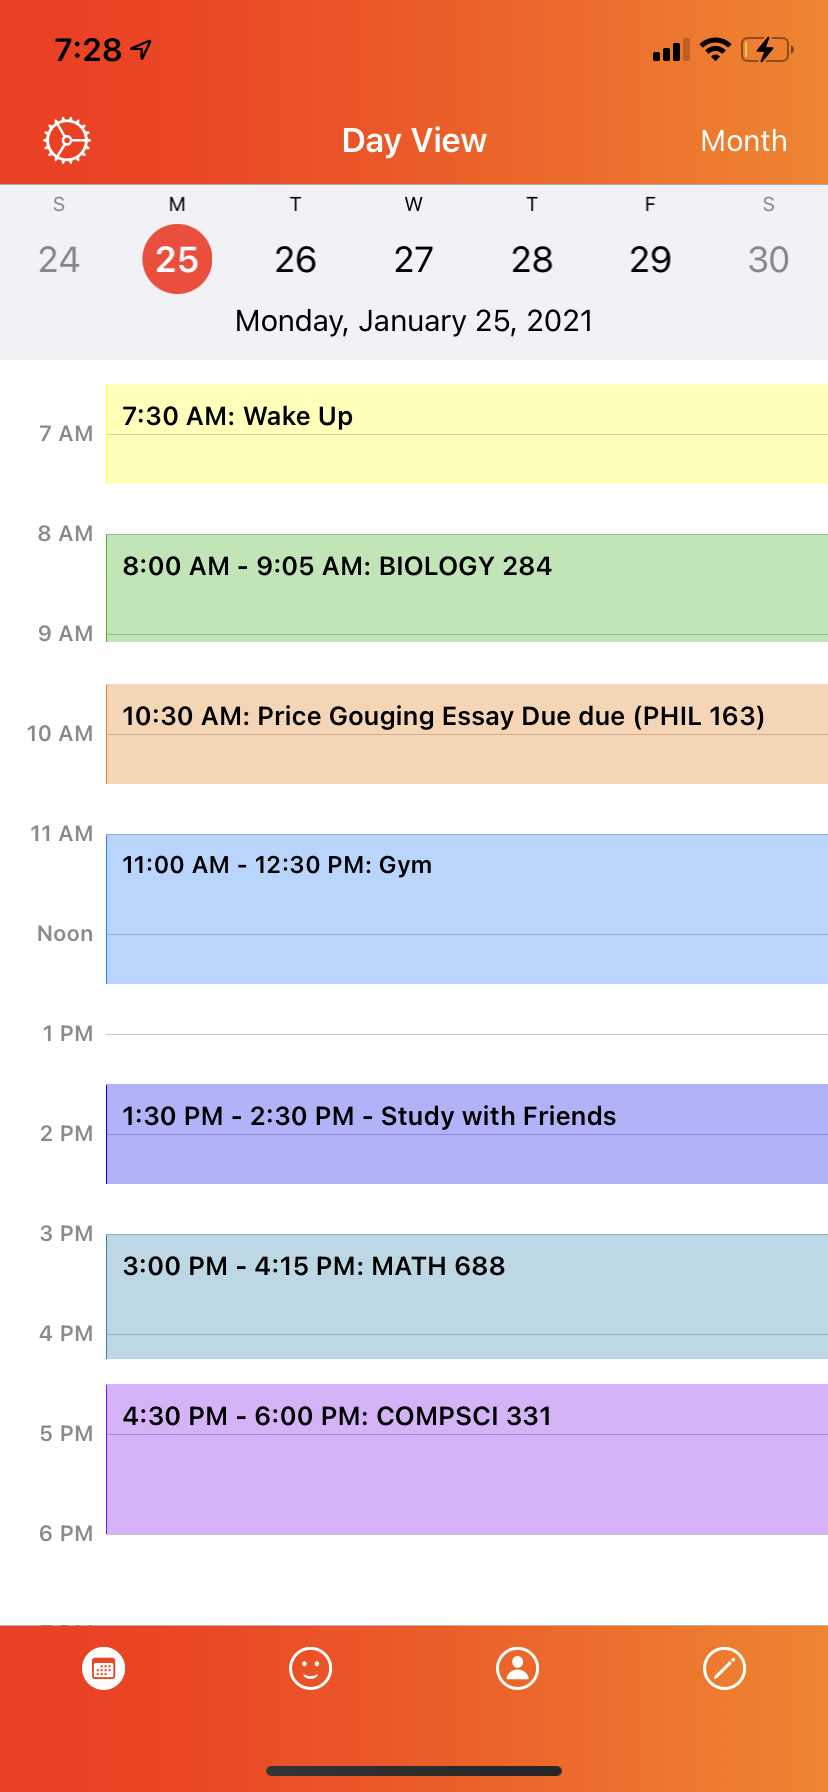 7:28
Day View
Month
S M T W T F S
24 25 26 27 28 29 30
Monday, January 25, 2021
7:30 AM: Wake Up
7 AM
8 AM
8:00 AM - 9:05 AM: BIOLOGY 284
9 AM
10:30 AM: Price Gouging Essay Due due (PHIL 163)
10 AM
11 AM
11:00 AM - 12:30 PM: Gym
Noon
1 PM
1:30 PM - 2:30 PM - Study with Friends
2 PM
3 PM
3:00 PM - 4:15 PM: MATH 688
4 PM
4:30 PM - 6:00 PM: COMPSCI 331
5 PM
6 PM